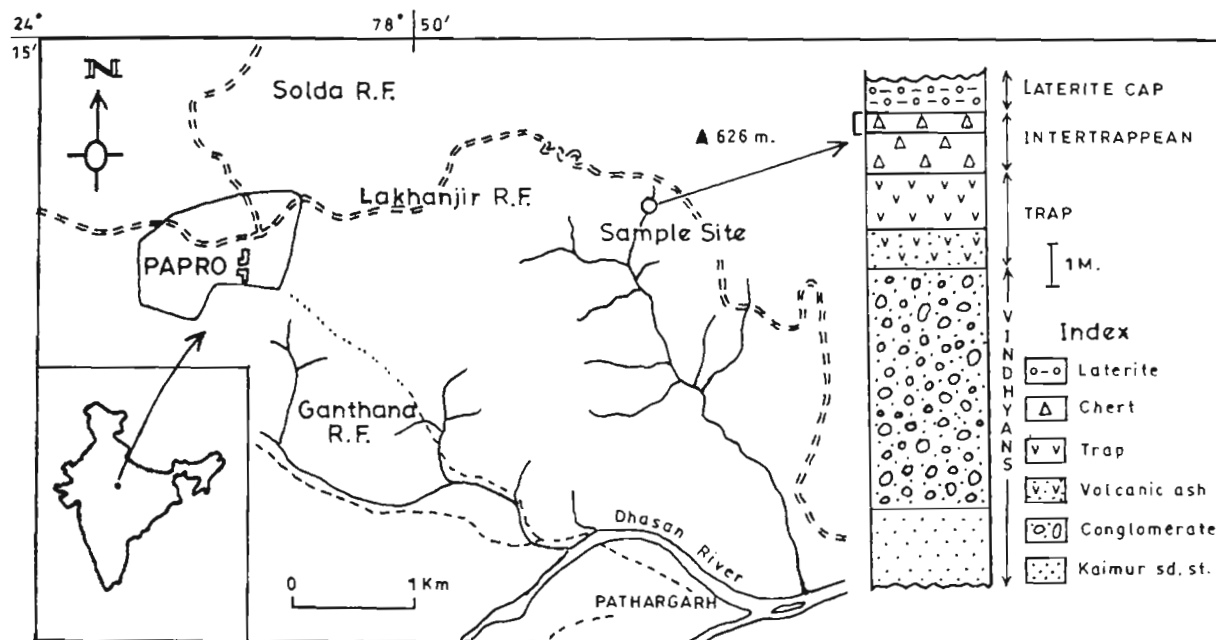 24°
15'
78° 50'
N
Solda R.F.
626 m.
Lakhanjir R.F.
Sample Site
PAPRO
Ganthana
R.F.
Dhasan River
PATHARGARH
0 1 Km
LATERITE CAP
INTERTRAPPEAN
TRAP
1 M.
VINDHYANS
Index
Laterite
Chert
Trap
Volcanic ash
Conglomerate
Kaimur sd. st.